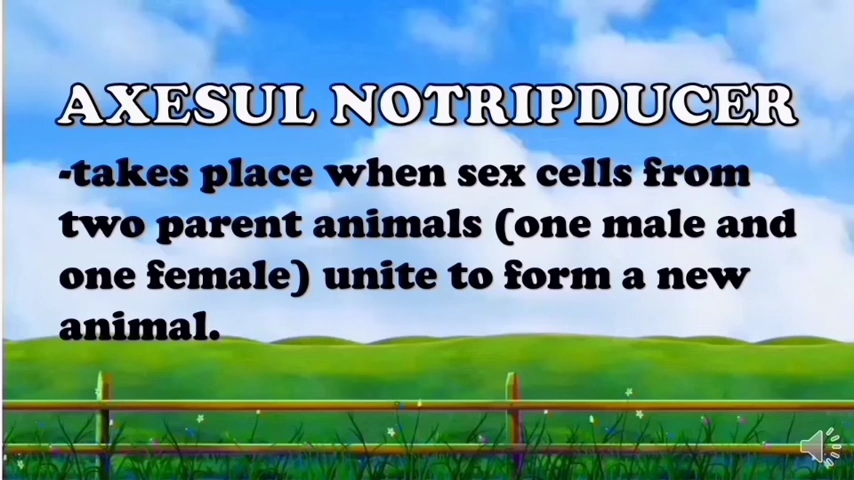 AXESUL NOTRIPDUCER
-takes place when sex cells from
two parent animals (one male and
one female) unite to form a new
animal.